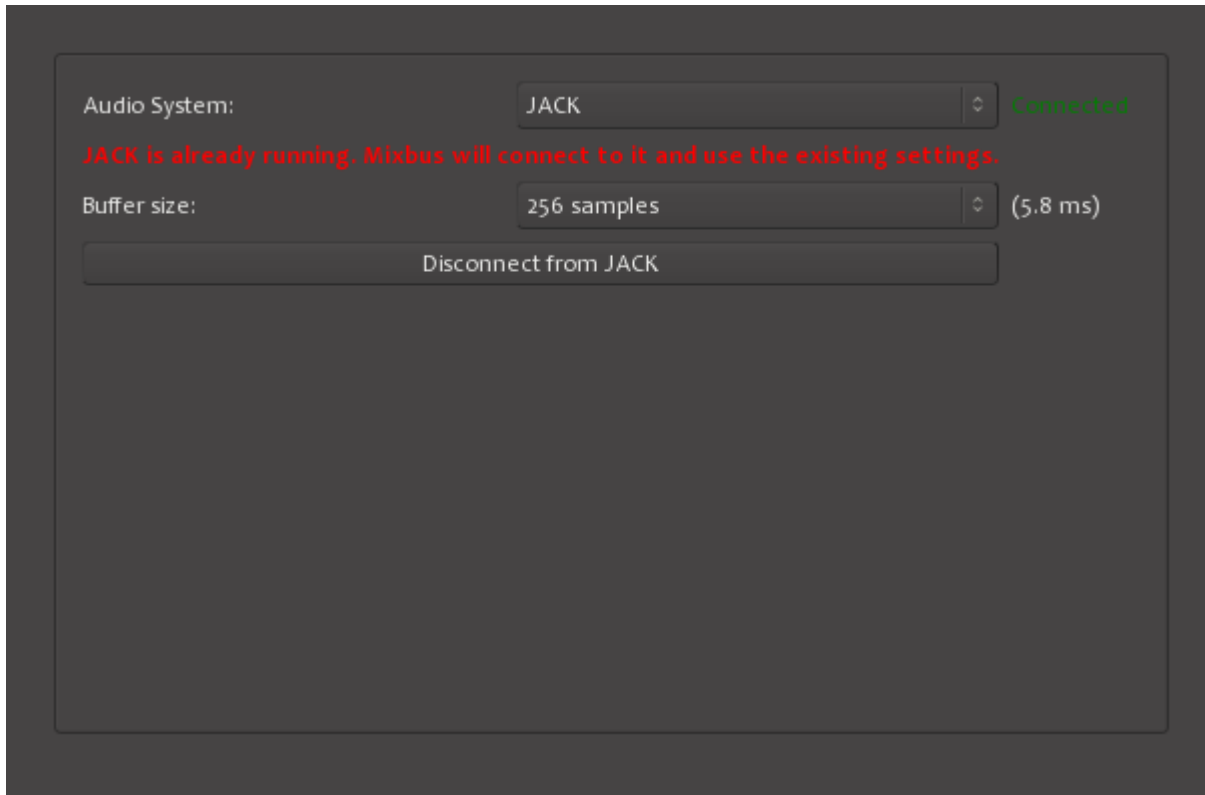 Audio System: JACK Connected
JACK is already running. Mixbus will connect to it and use the existing settings.
Buffer size: 256 samples (5.8 ms)
Disconnect from JACK